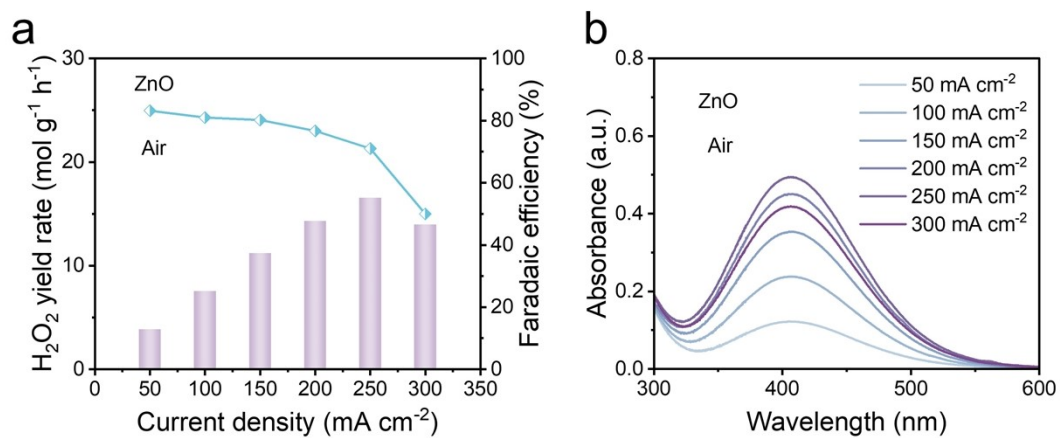 a
H₂O₂ yield rate (mol g⁻¹ h⁻¹)
30
20
10
0
ZnO
Air
100
80
60
40
20
0
Faradaic efficiency (%)
0 50 100 150 200 250 300 350
Current density (mA cm⁻²)
b
Absorbance (a.u.)
0.8
0.6
0.4
0.2
0.0
ZnO
Air
50 mA cm⁻²
100 mA cm⁻²
150 mA cm⁻²
200 mA cm⁻²
250 mA cm⁻²
300 mA cm⁻²
300 400 500 600
Wavelength (nm)